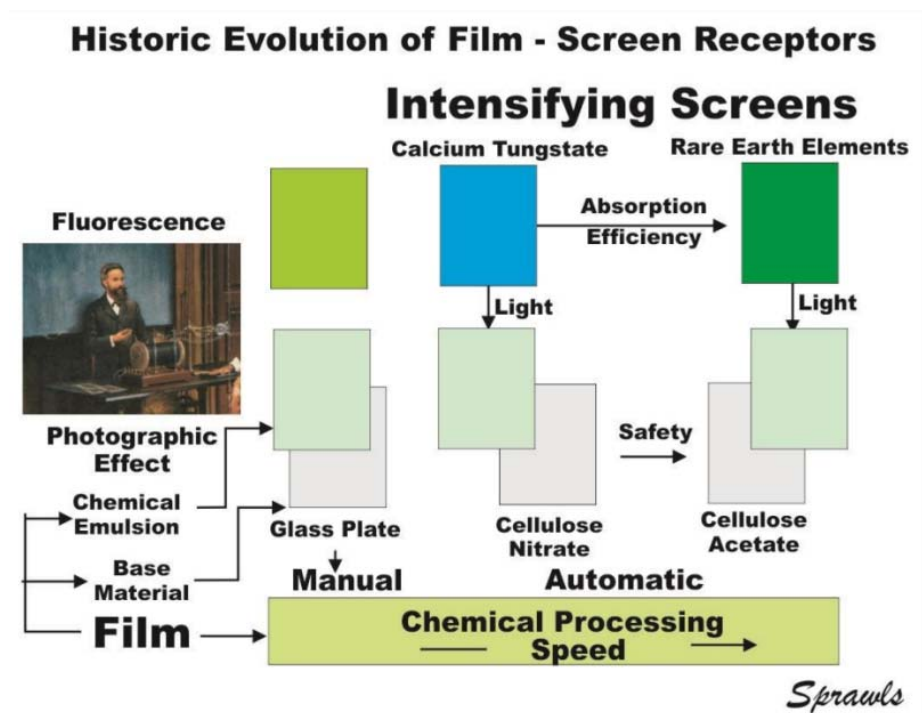 Historic Evolution of Film - Screen Receptors
Intensifying Screens
Calcium Tungstate
Rare Earth Elements
Fluorescence
Absorption
Efficiency
Light
Light
Photographic
Effect
Safety
Chemical
Emulsion
Glass Plate
Cellulose
Nitrate
Cellulose
Acetate
Base
Material
Manual
Automatic
Film
Chemical Processing
Speed
Sprawls